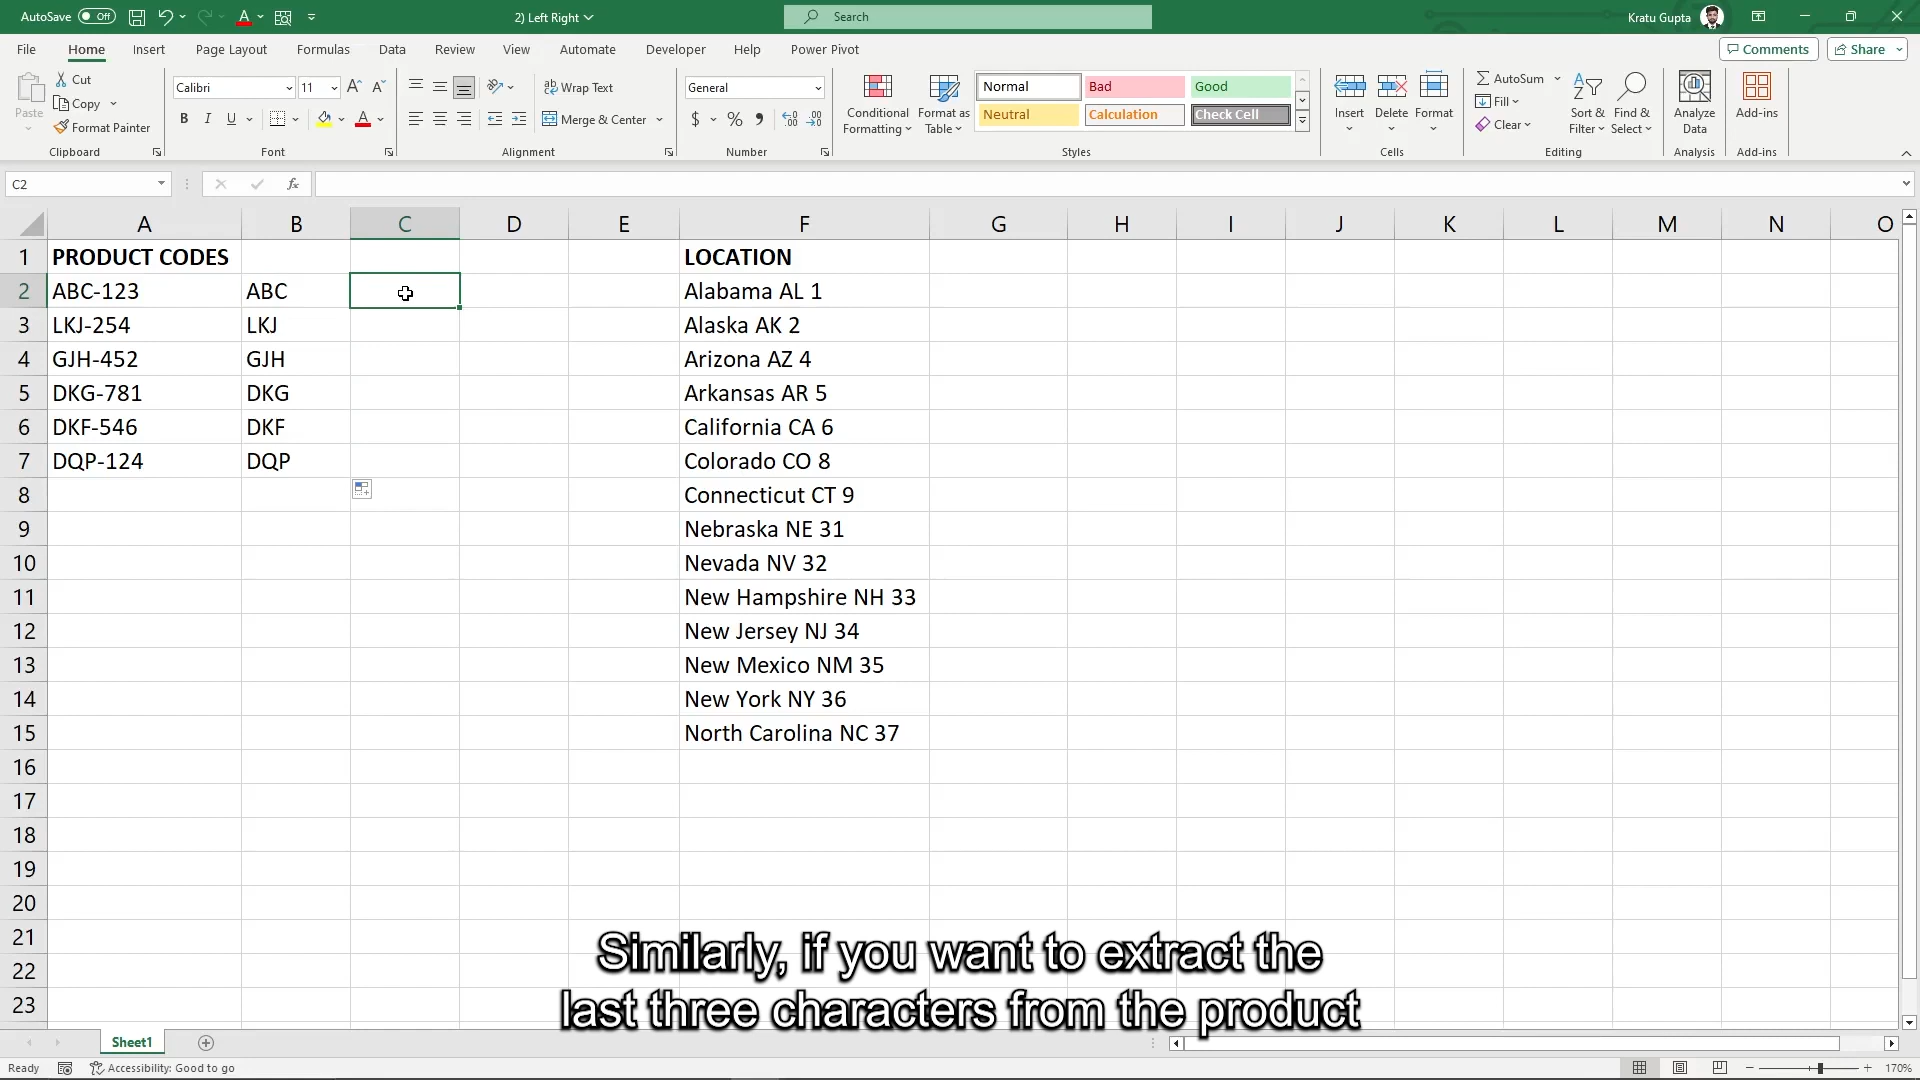 AutoSave Off
2) Left Right
Search
Kratu Gupta
File Home Insert Page Layout Formulas Data Review View Automate Developer Help Power Pivot
Comments Share
Paste
Cut
Copy
Format Painter
Clipboard
Calibri 11
B I U
Font
Wrap Text
Merge & Center
Alignment
General
$ % 9
Number
Conditional Formatting
Format as Table
Normal Bad Good
Neutral Calculation Check Cell
Styles
Insert Delete Format
Cells
AutoSum
Fill
Clear
Sort & Filter
Find & Select
Editing
Analyze Data
Analysis
Add-ins
Add-ins
C2 fx
A B C D E F G H I J K L M N O
1 PRODUCT CODES LOCATION
2 ABC-123 ABC Alabama AL 1
3 LKJ-254 LKJ Alaska AK 2
4 GJH-452 GJH Arizona AZ 4
5 DKG-781 DKG Arkansas AR 5
6 DKF-546 DKF California CA 6
7 DQP-124 DQP Colorado CO 8
8 Connecticut CT 9
9 Nebraska NE 31
10 Nevada NV 32
11 New Hampshire NH 33
12 New Jersey NJ 34
13 New Mexico NM 35
14 New York NY 36
15 North Carolina NC 37
16
17
18
19
20
21
22
23
Similarly, if you want to extract the
last three characters from the product
Sheet1
Ready Accessibility: Good to go 170%